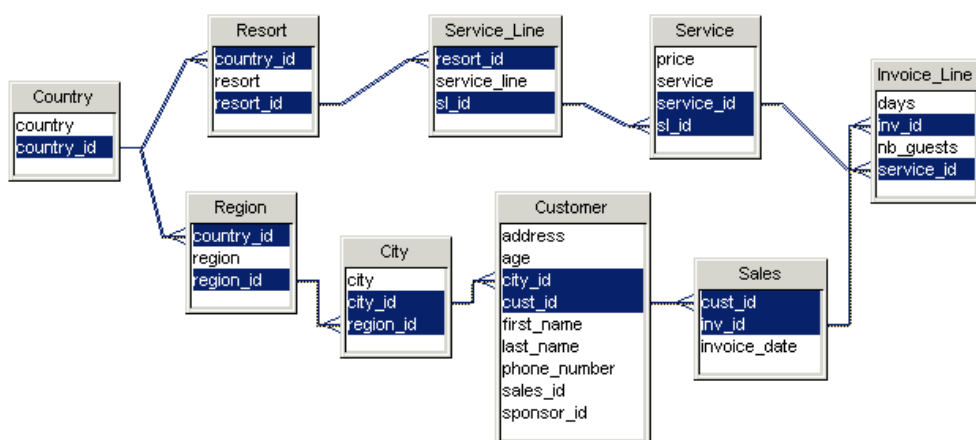 Country
country
country_id
Resort
country_id
resort
resort_id
Service_Line
resort_id
service_line
sl_id
Service
price
service
service_id
sl_id
Invoice_Line
days
inv_id
nb_guests
service_id
Region
country_id
region
region_id
City
city
city_id
region_id
Customer
address
age
city_id
cust_id
first_name
last_name
phone_number
sales_id
sponsor_id
Sales
cust_id
inv_id
invoice_date